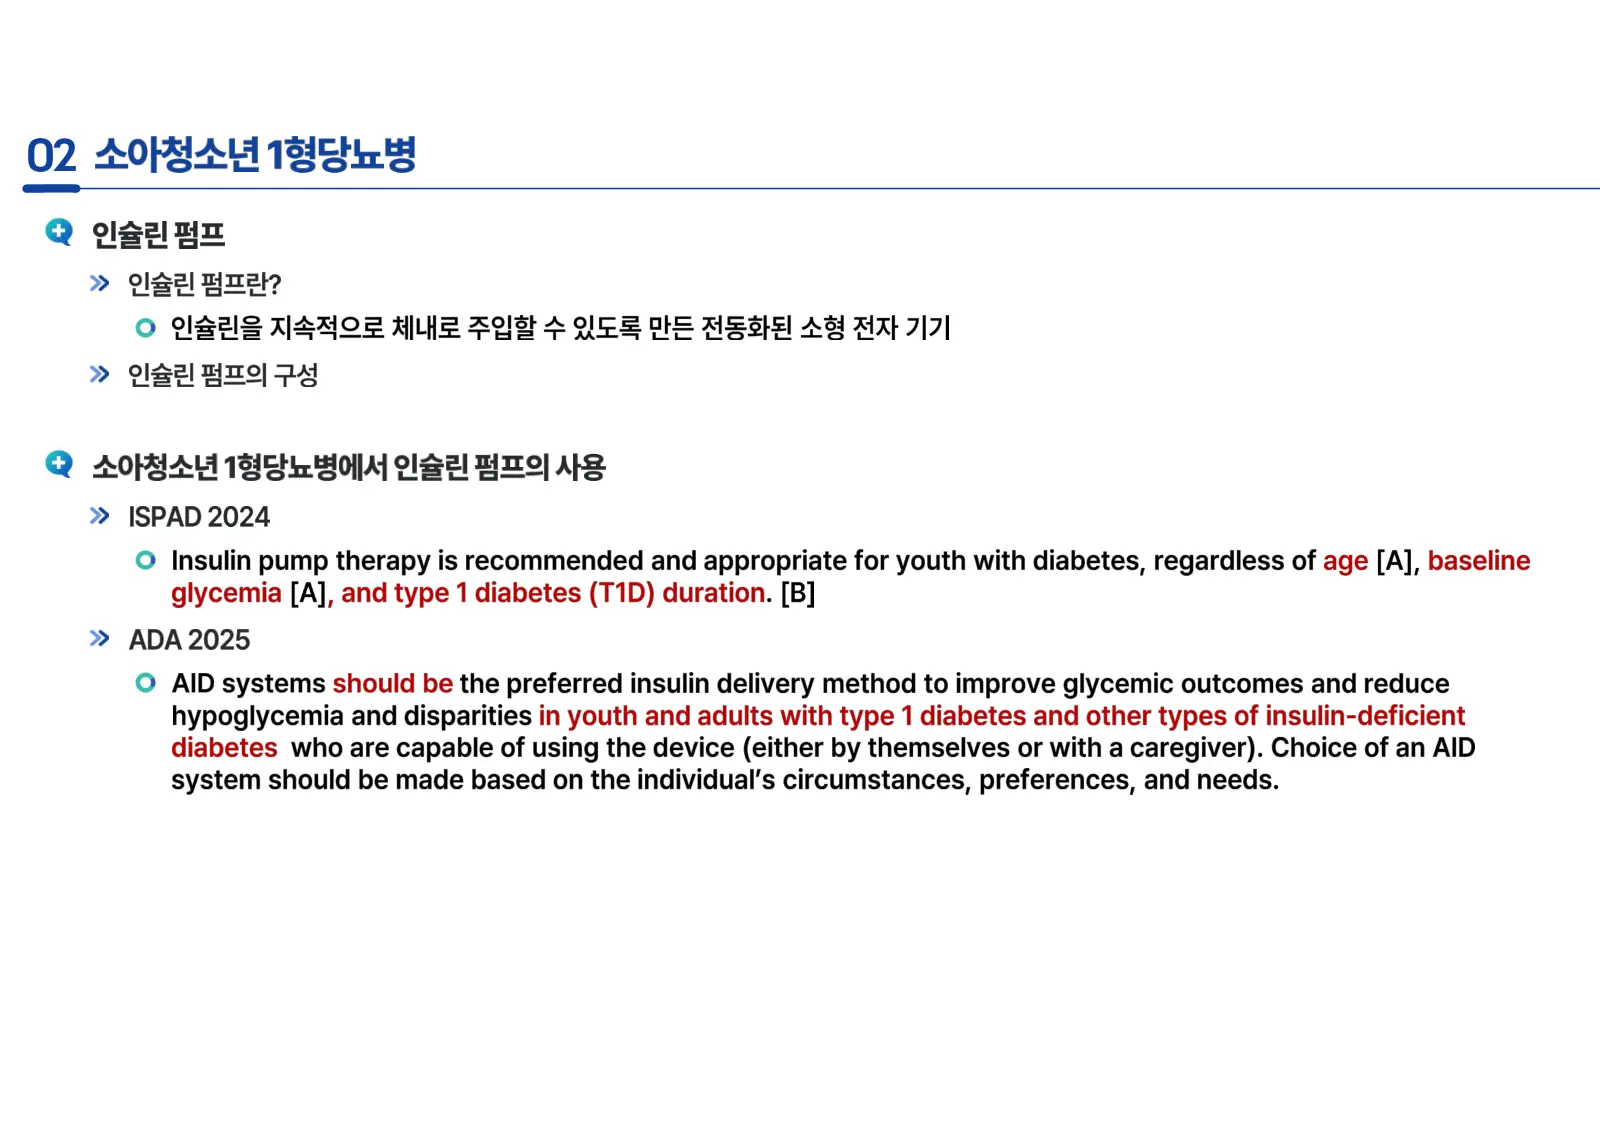 02 소아청소년 1형당뇨병
인슐린 펌프
인슐린 펌프란?
인슐린을 지속적으로 체내로 주입할 수 있도록 만든 전동화된 소형 전자 기기
인슐린 펌프의 구성
소아청소년 1형당뇨병에서 인슐린 펌프의 사용
ISPAD 2024
Insulin pump therapy is recommended and appropriate for youth with diabetes, regardless of age [A], baseline
glycemia [A], and type 1 diabetes (T1D) duration. [B]
ADA 2025
AID systems should be the preferred insulin delivery method to improve glycemic outcomes and reduce
hypoglycemia and disparities in youth and adults with type 1 diabetes and other types of insulin-deficient
diabetes who are capable of using the device (either by themselves or with a caregiver). Choice of an AID
system should be made based on the individual’s circumstances, preferences, and needs.